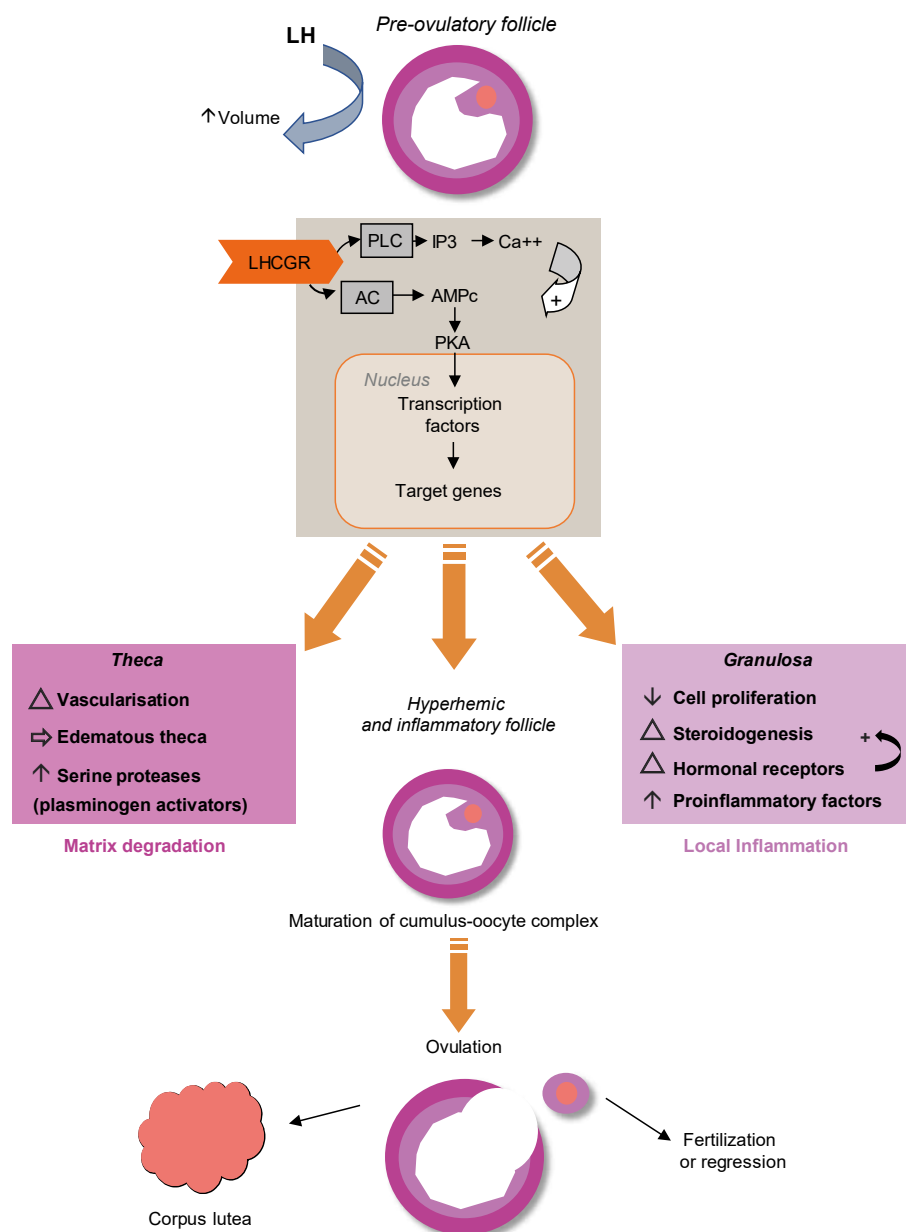 Pre-ovulatory follicle
LH
↑ Volume
LHCGR
PLC
IP3
Ca++
AC
AMPc
+
PKA
Nucleus
Transcription
factors
Target genes
Theca
△ Vascularisation
⇨ Edematous theca
↑ Serine proteases
(plasminogen activators)
Matrix degradation
Hyperhemic
and inflammatory follicle
Granulosa
↓ Cell proliferation
△ Steroidogenesis
+
△ Hormonal receptors
↑ Proinflammatory factors
Local Inflammation
Maturation of cumulus-oocyte complex
Ovulation
Fertilization
or regression
Corpus lutea